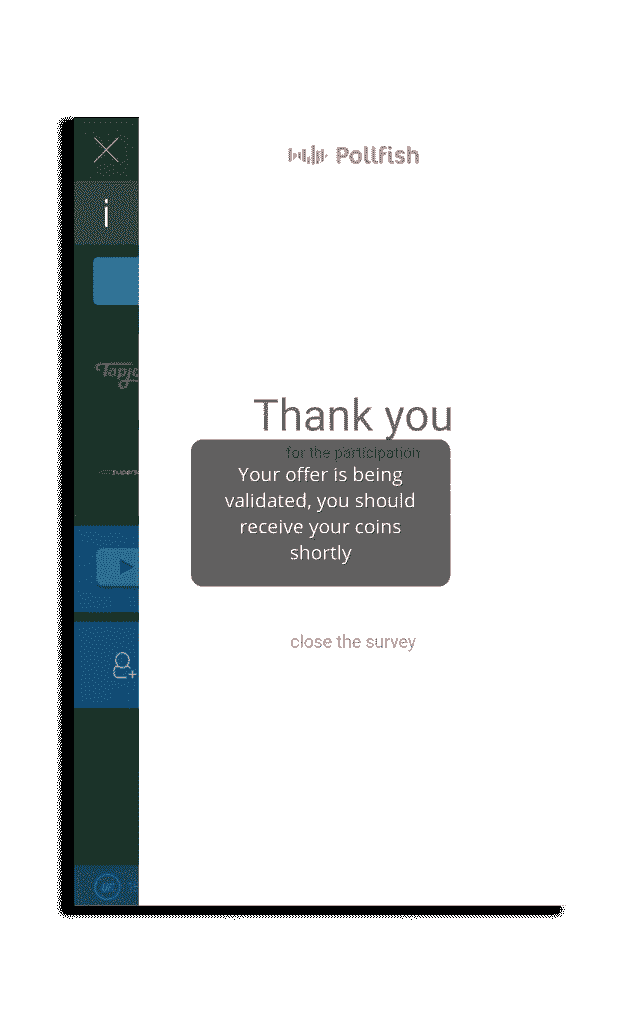 Pollfish
i
Thank you
for the participation
Your offer is being
validated, you should
receive your coins
shortly
close the survey